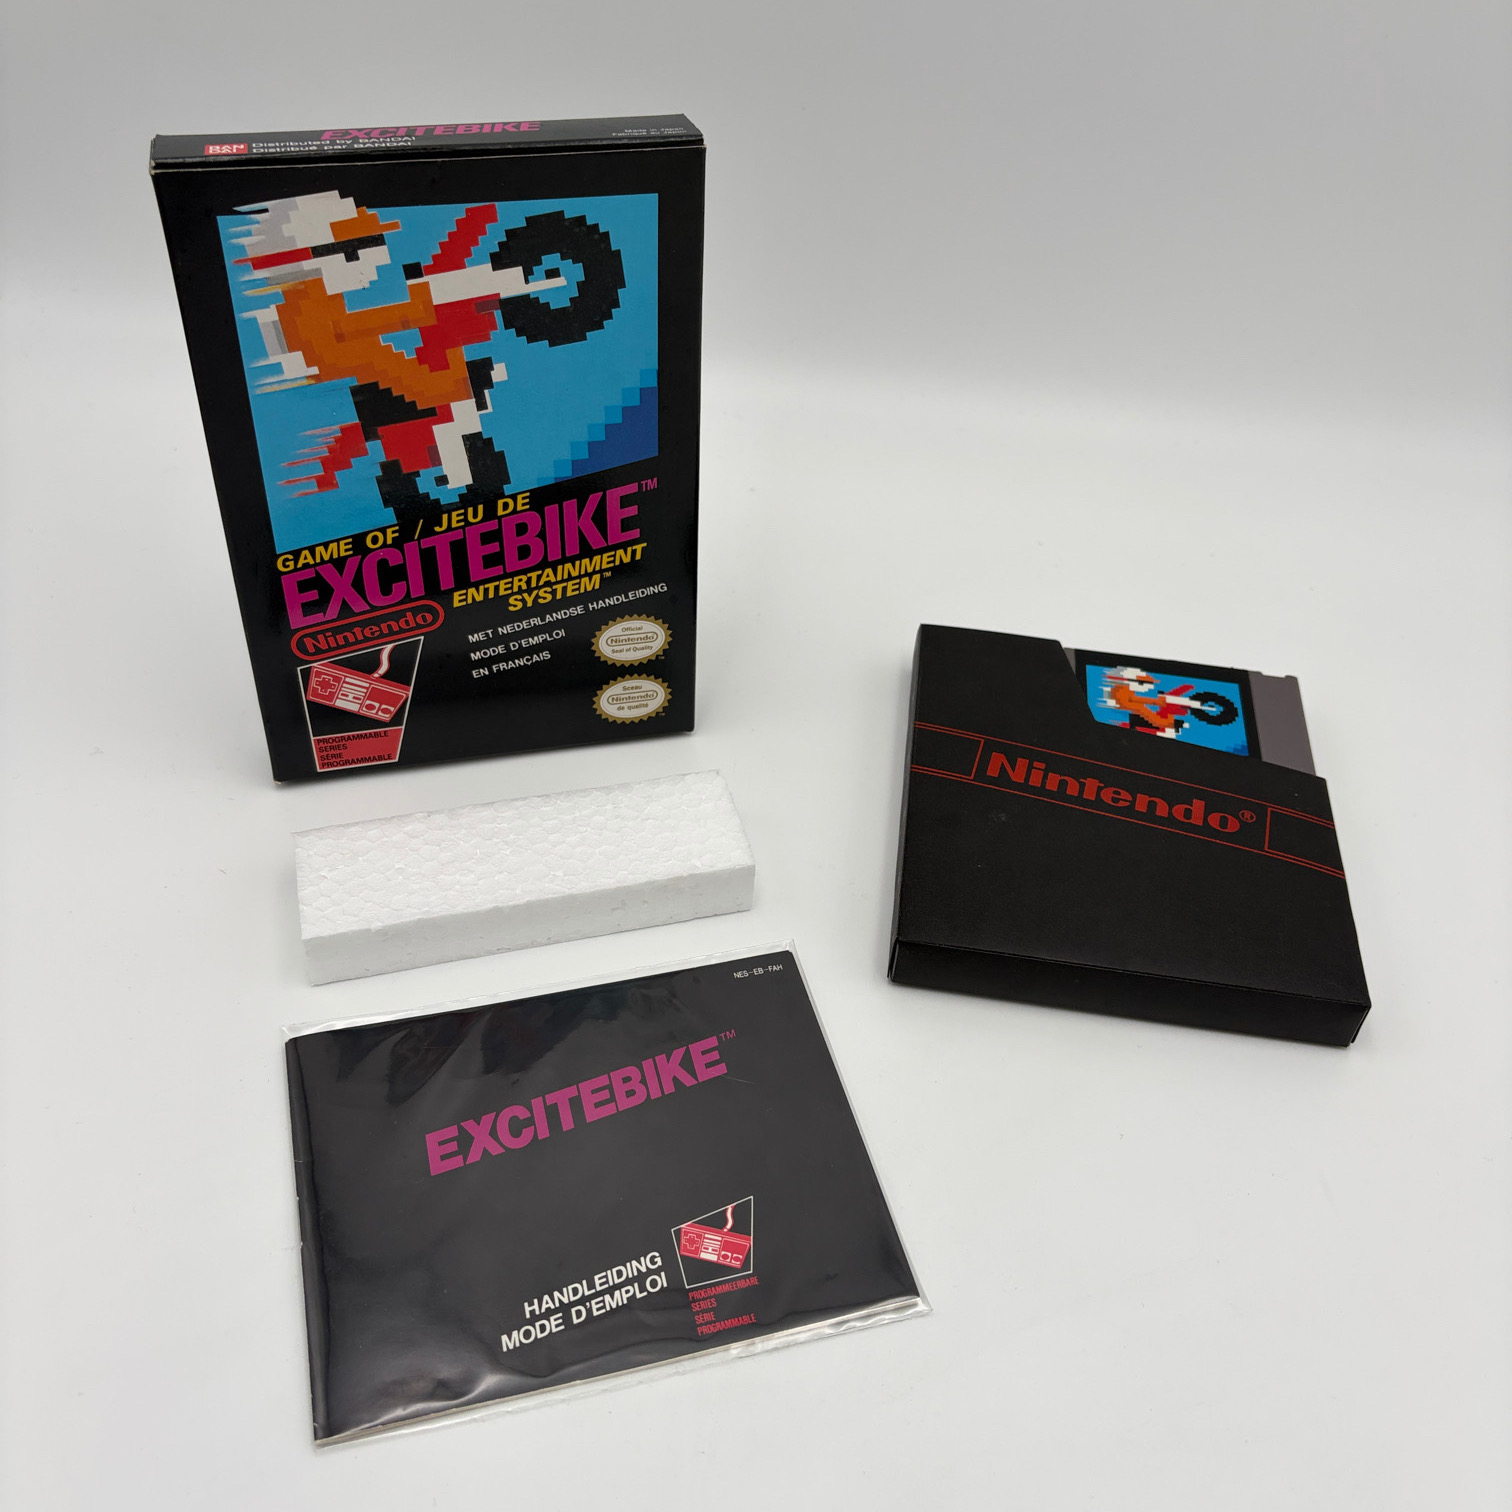 EXCITEBIKE
BAN
DAI
Distributed by BANDAI
Distribué par BANDAI
Made in Japan
Fabriqué au Japon
GAME OF / JEU DE
EXCITEBIKE™
ENTERTAINMENT
SYSTEM™
Nintendo
MET NEDERLANDSE HANDLEIDING
MODE D'EMPLOI
EN FRANÇAIS
Official
Nintendo
Seal of Quality
TM
Sceau
Nintendo
de qualité
TM
PROGRAMMABLE
SERIES
SÉRIE
PROGRAMMABLE
Nintendo®
NES-EB-FAH
EXCITEBIKE™
HANDLEIDING
MODE D'EMPLOI
PROGRAMMEERBARE
SERIES
SÉRIE
PROGRAMMABLE